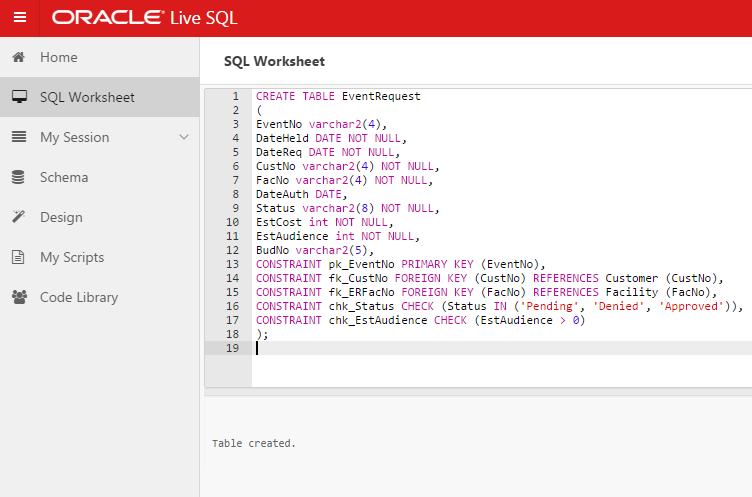 ORACLE® Live SQL
Home
SQL Worksheet
My Session
Schema
Design
My Scripts
Code Library
SQL Worksheet
1 CREATE TABLE EventRequest
2 (
3 EventNo varchar2(4),
4 DateHeld DATE NOT NULL,
5 DateReq DATE NOT NULL,
6 CustNo varchar2(4) NOT NULL,
7 FacNo varchar2(4) NOT NULL,
8 DateAuth DATE,
9 Status varchar2(8) NOT NULL,
10 EstCost int NOT NULL,
11 EstAudience int NOT NULL,
12 BudNo varchar2(5),
13 CONSTRAINT pk_EventNo PRIMARY KEY (EventNo),
14 CONSTRAINT fk_CustNo FOREIGN KEY (CustNo) REFERENCES Customer (CustNo),
15 CONSTRAINT fk_ERFacNo FOREIGN KEY (FacNo) REFERENCES Facility (FacNo),
16 CONSTRAINT chk_Status CHECK (Status IN ('Pending', 'Denied', 'Approved')),
17 CONSTRAINT chk_EstAudience CHECK (EstAudience > 0)
18 );
19
Table created.